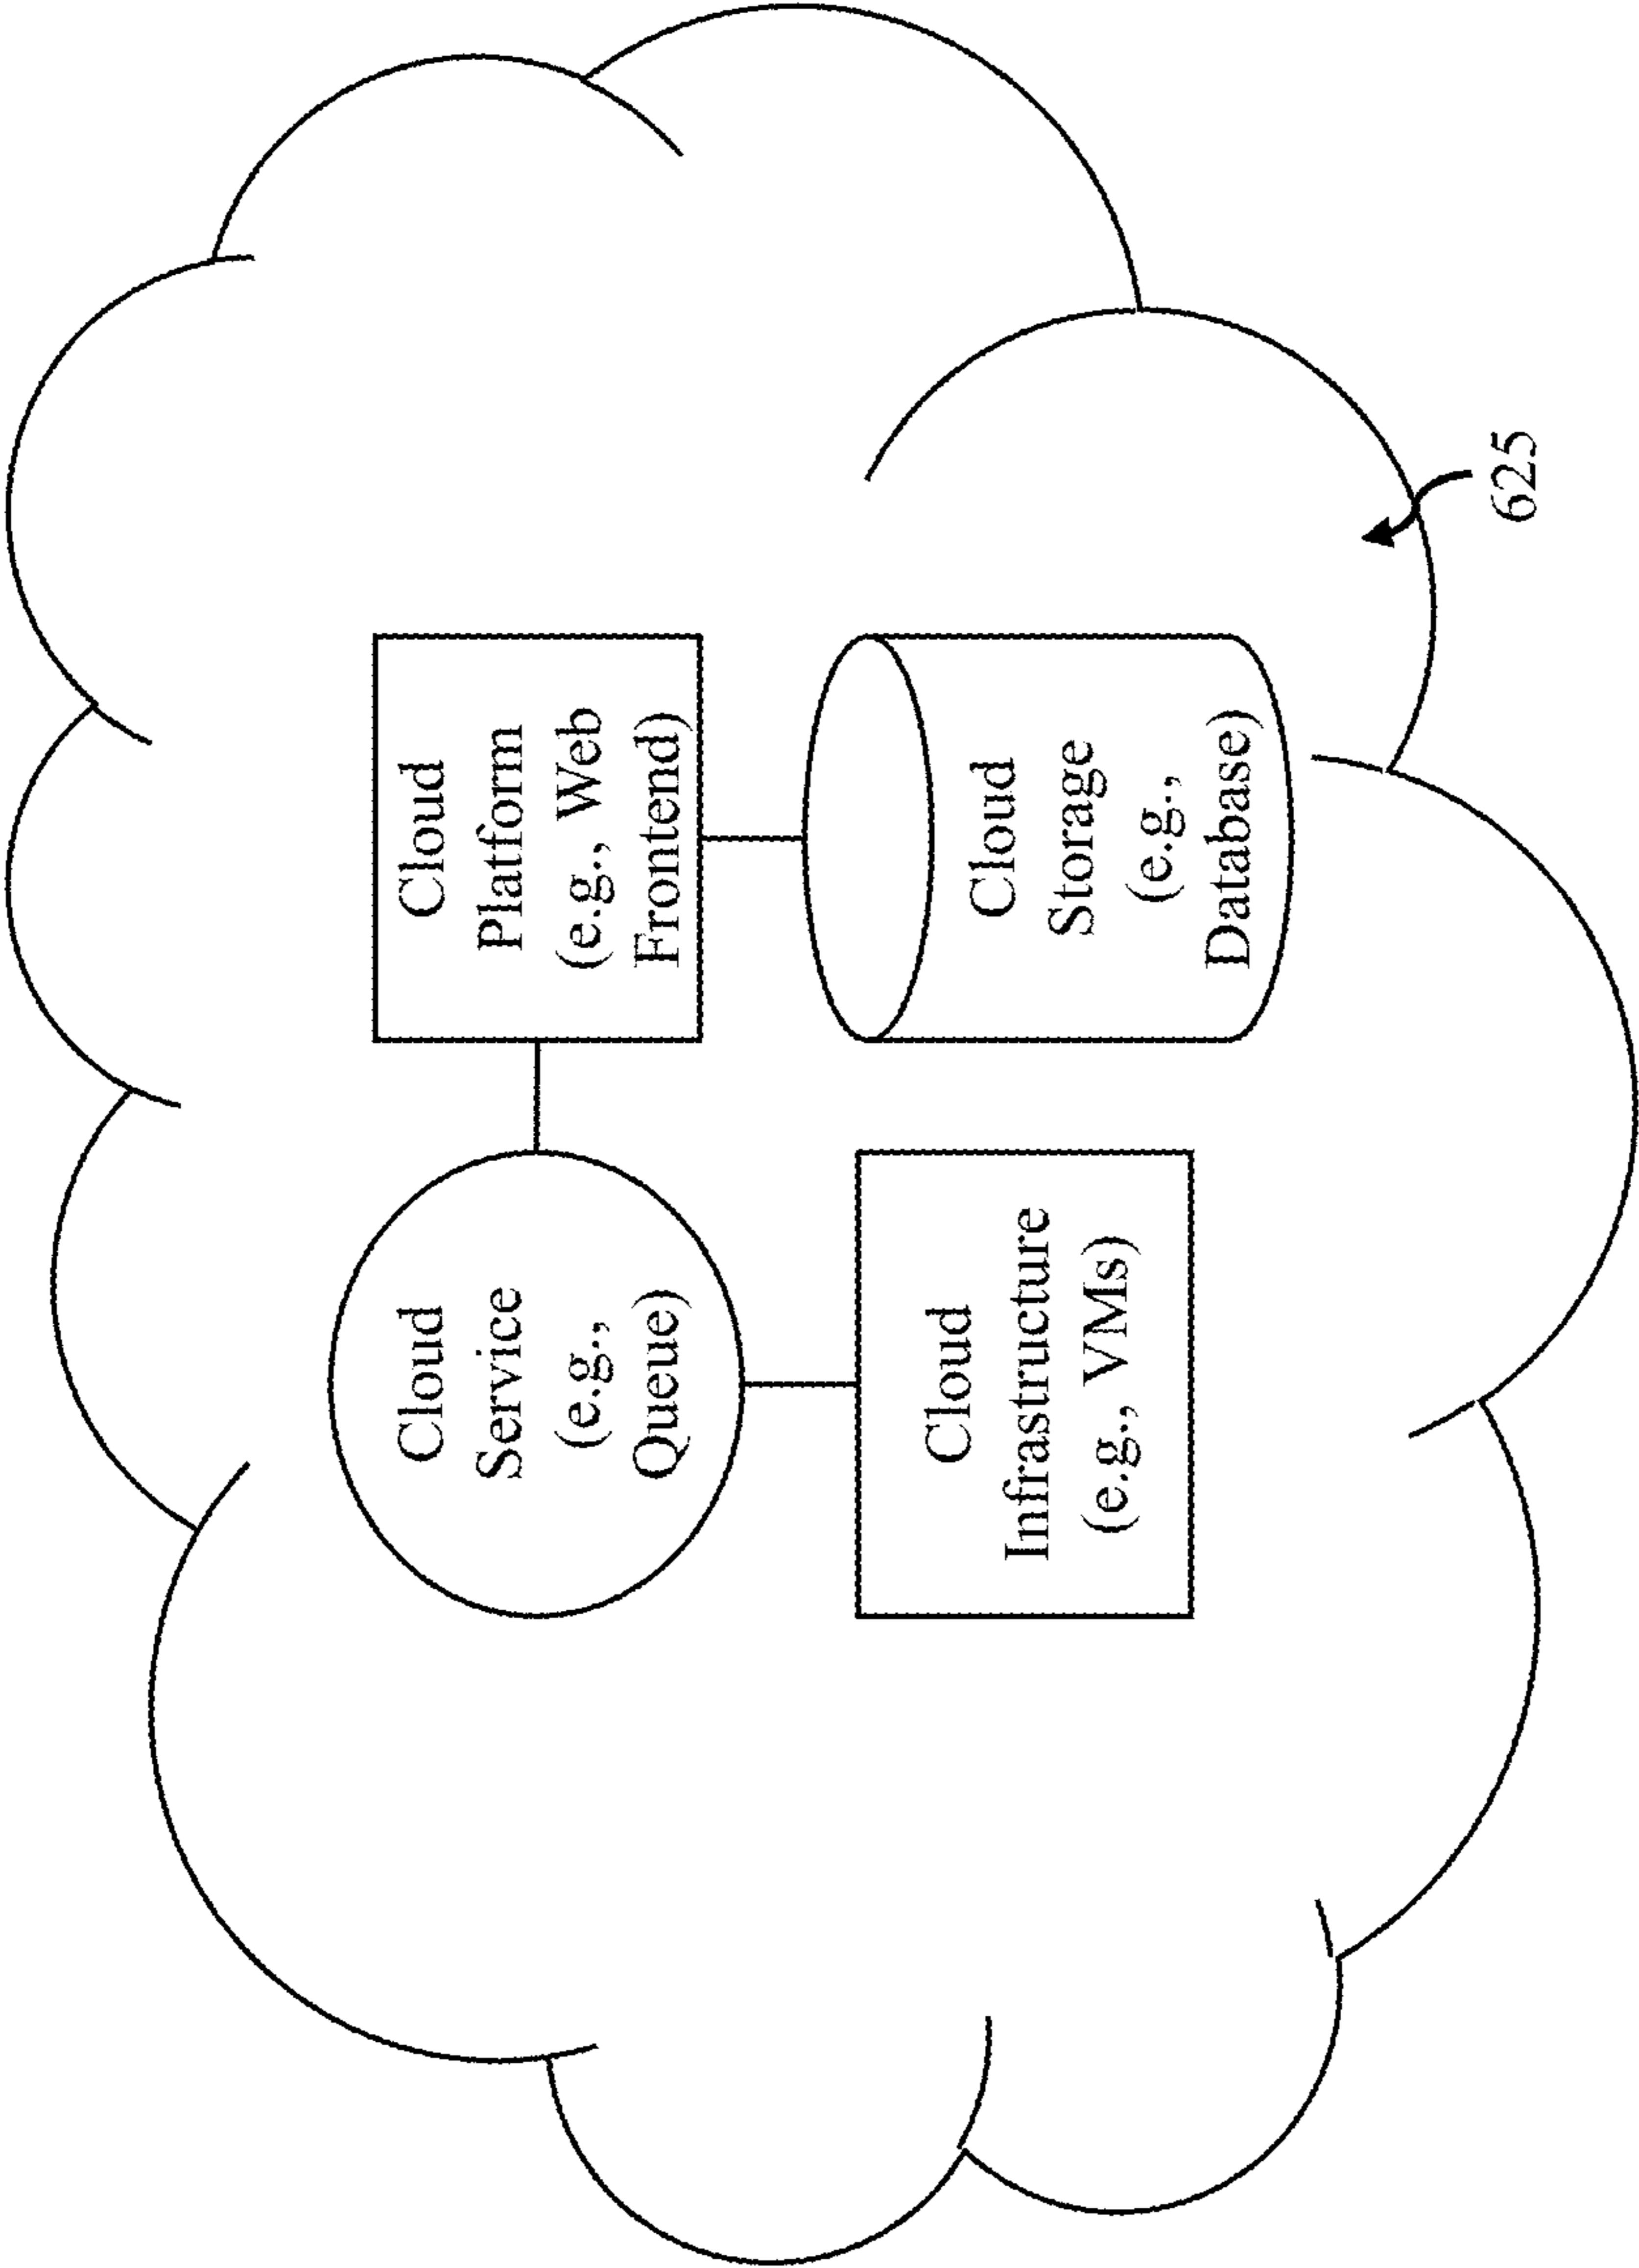 Cloud
Service
(e.g.,
Queue)
Cloud
Platform
(e.g., Web
Frontend)
Cloud
Infrastructure
(e.g., VMs)
Cloud
Storage
(e.g.,
Database)
625